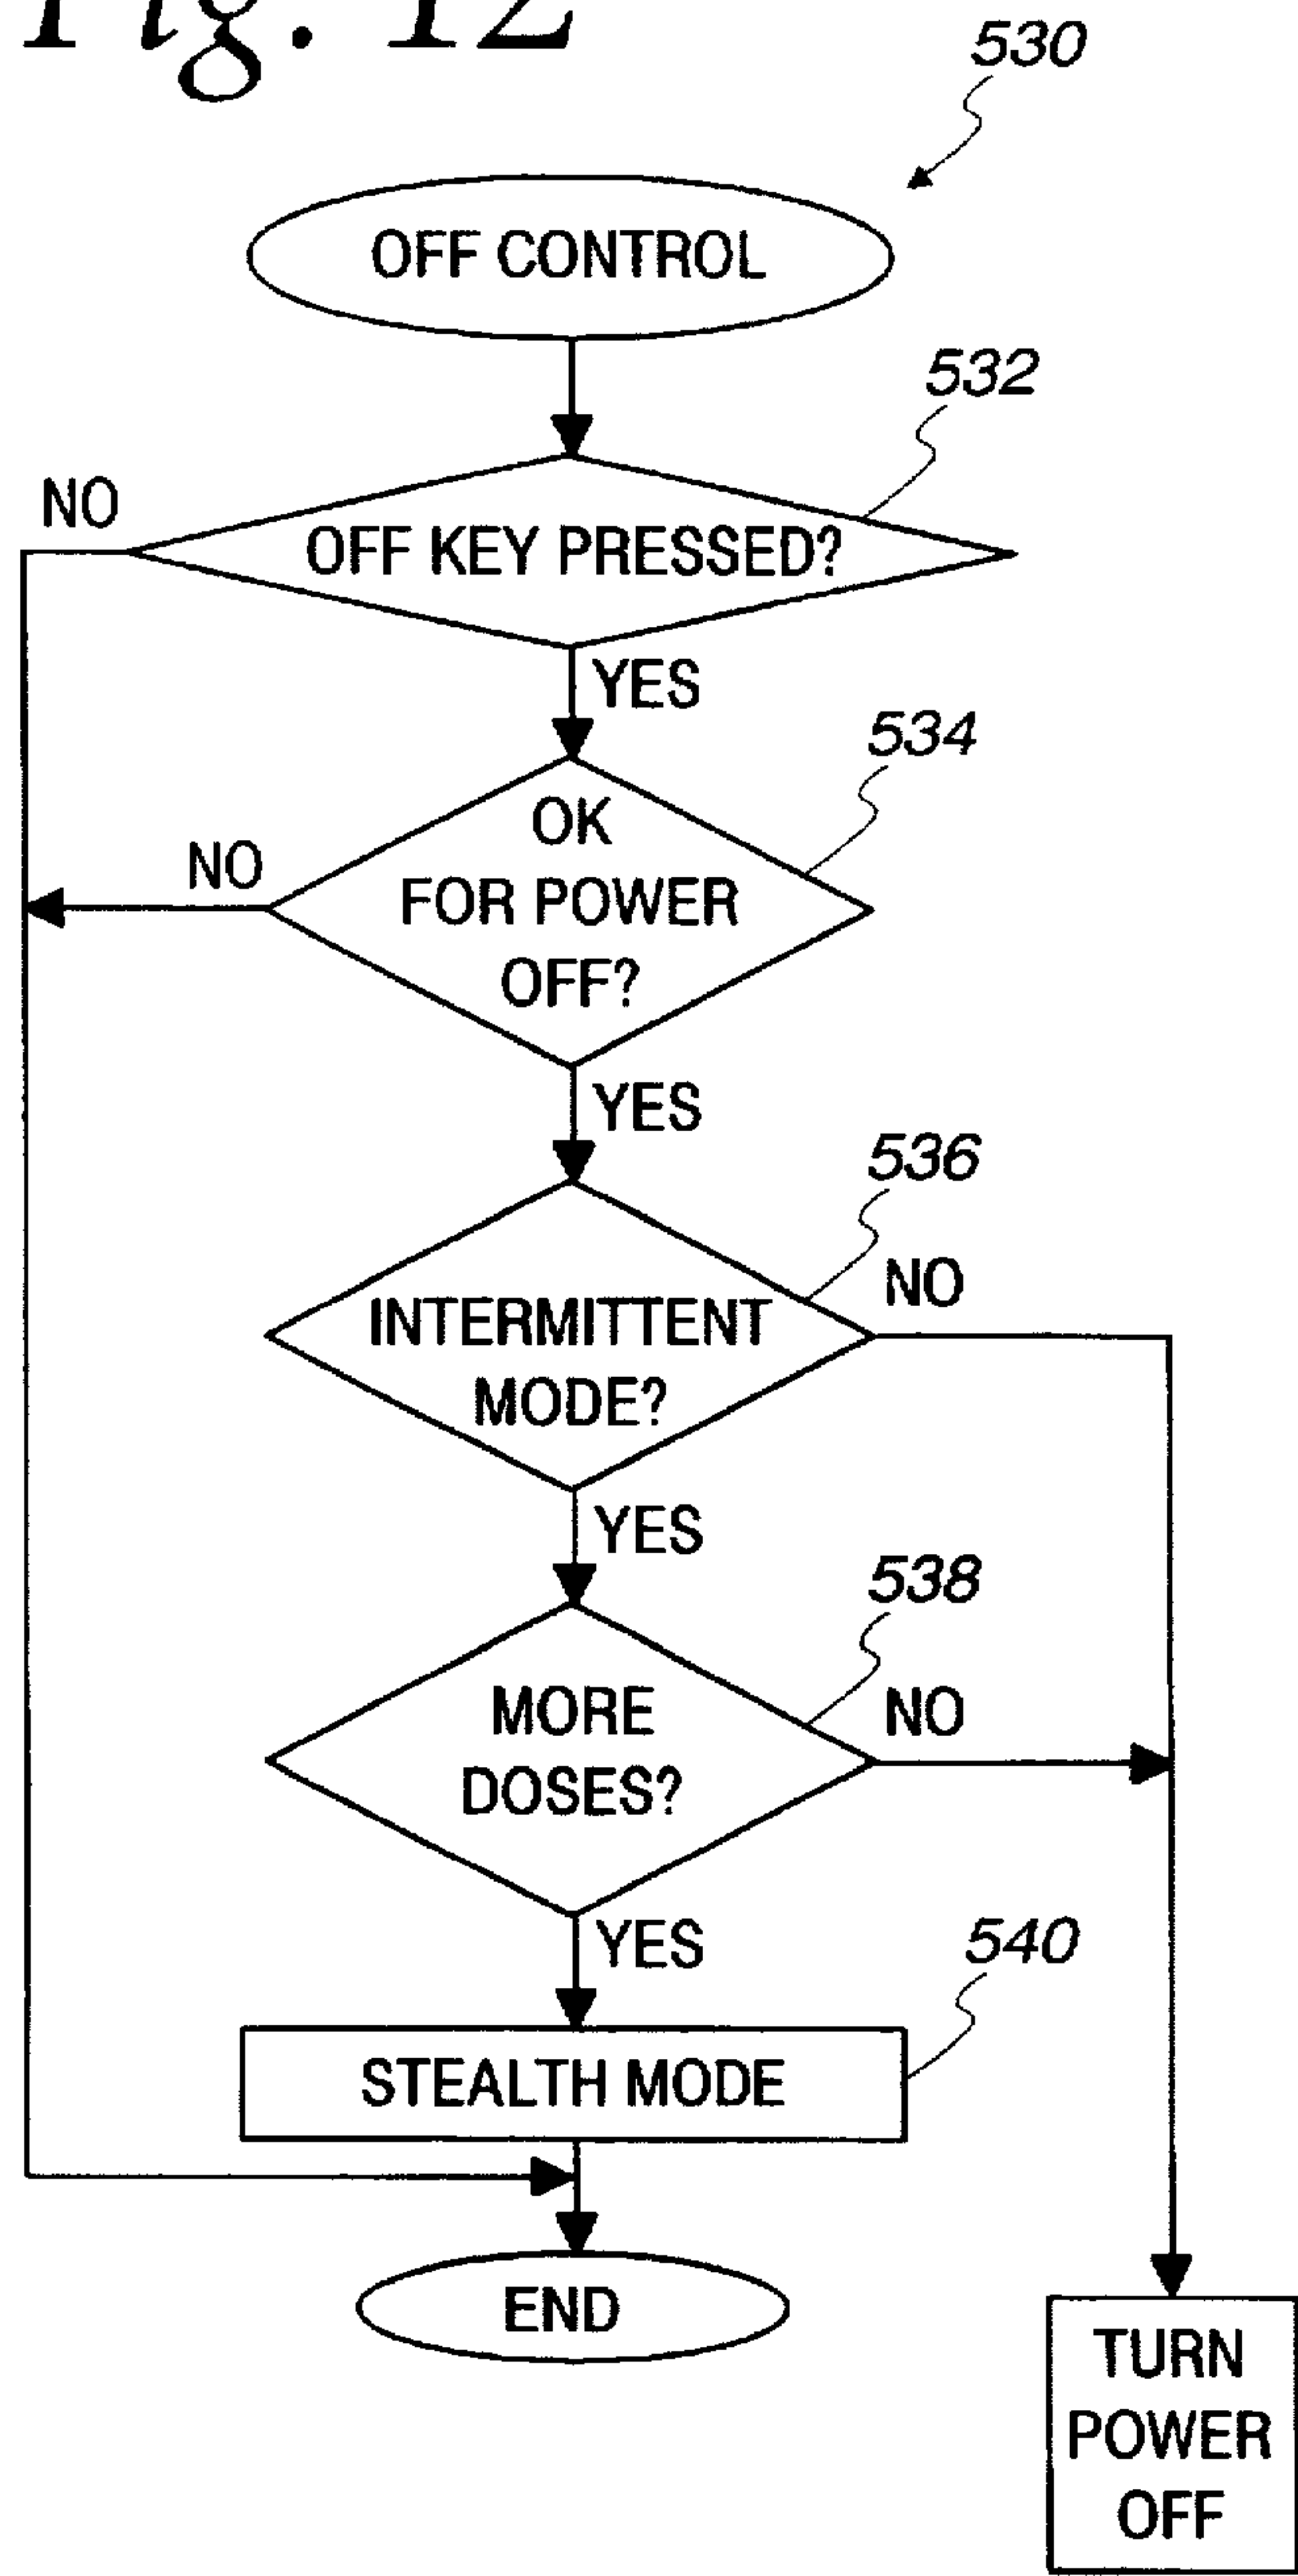 Fig. 12
530
OFF CONTROL
532
NO
OFF KEY PRESSED?
YES
534
NO
OK
FOR POWER
OFF?
YES
536
NO
INTERMITTENT
MODE?
YES
538
NO
MORE
DOSES?
YES
540
STEALTH MODE
END
TURN
POWER
OFF